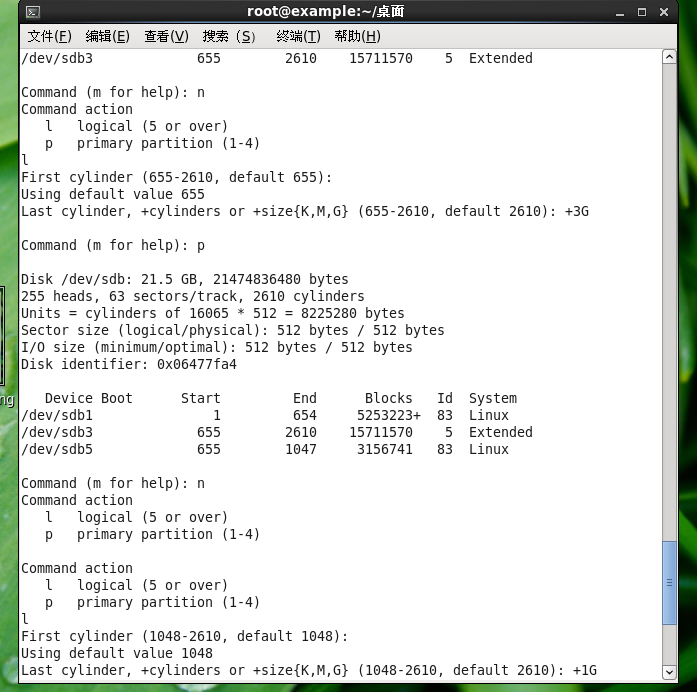 root@example:~/桌面
文件(F) 编辑(E) 查看(V) 搜索 (S) 终端(T) 帮助(H)
/dev/sdb3             655        2610    15711570    5  Extended
Command (m for help): n
Command action
   l   logical (5 or over)
   p   primary partition (1-4)
l
First cylinder (655-2610, default 655):
Using default value 655
Last cylinder, +cylinders or +size{K,M,G} (655-2610, default 2610): +3G
Command (m for help): p
Disk /dev/sdb: 21.5 GB, 21474836480 bytes
255 heads, 63 sectors/track, 2610 cylinders
Units = cylinders of 16065 * 512 = 8225280 bytes
Sector size (logical/physical): 512 bytes / 512 bytes
I/O size (minimum/optimal): 512 bytes / 512 bytes
Disk identifier: 0x06477fa4
   Device Boot      Start         End      Blocks   Id  System
/dev/sdb1               1         654     5253223+  83  Linux
/dev/sdb3             655        2610    15711570    5  Extended
/dev/sdb5             655        1047     3156741   83  Linux
Command (m for help): n
Command action
   l   logical (5 or over)
   p   primary partition (1-4)
Command action
   l   logical (5 or over)
   p   primary partition (1-4)
l
First cylinder (1048-2610, default 1048):
Using default value 1048
Last cylinder, +cylinders or +size{K,M,G} (1048-2610, default 2610): +1G